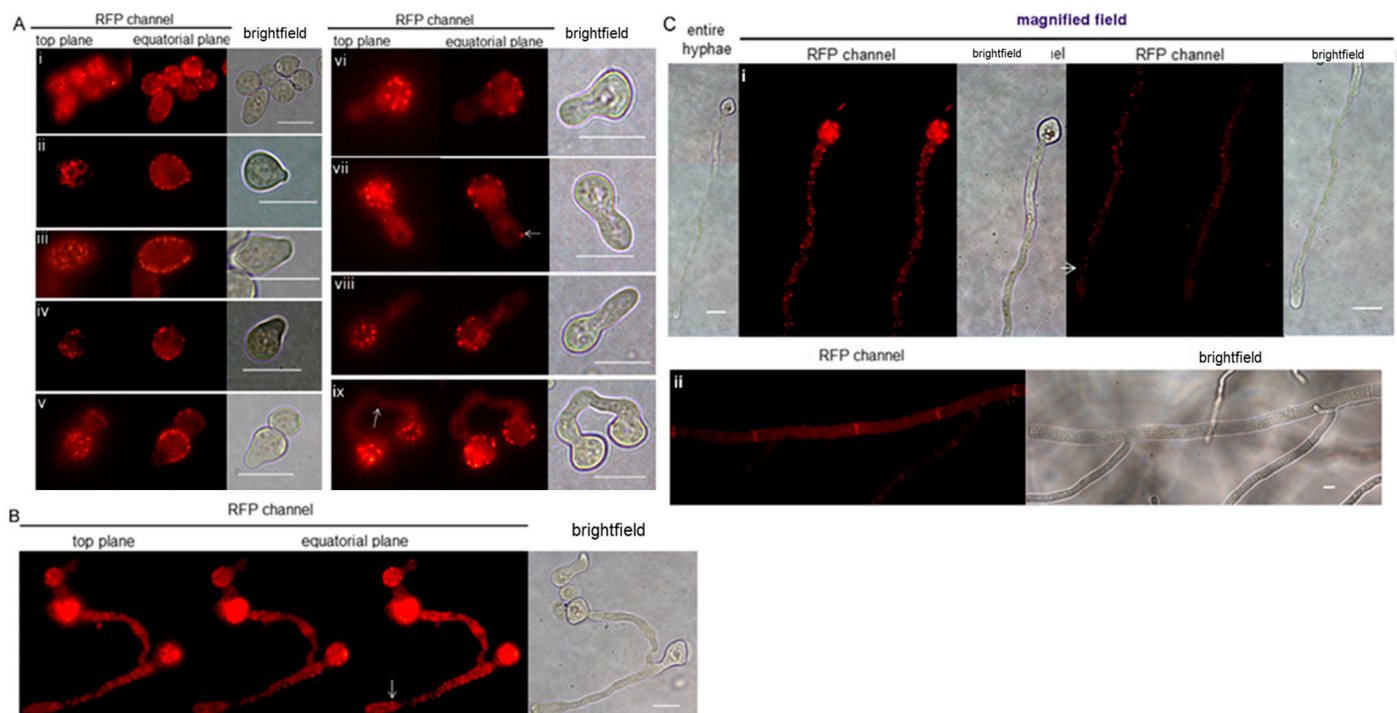 A
RFP channel
top plane equatorial plane brightfield
i
ii
iii
iv
v
RFP channel
top plane equatorial plane brightfield
vi
vii
viii
ix
B
RFP channel
top plane equatorial plane brightfield
C
magnified field
entire
hyphae
RFP channel brightfield el RFP channel brightfield
i
RFP channel brightfield
ii